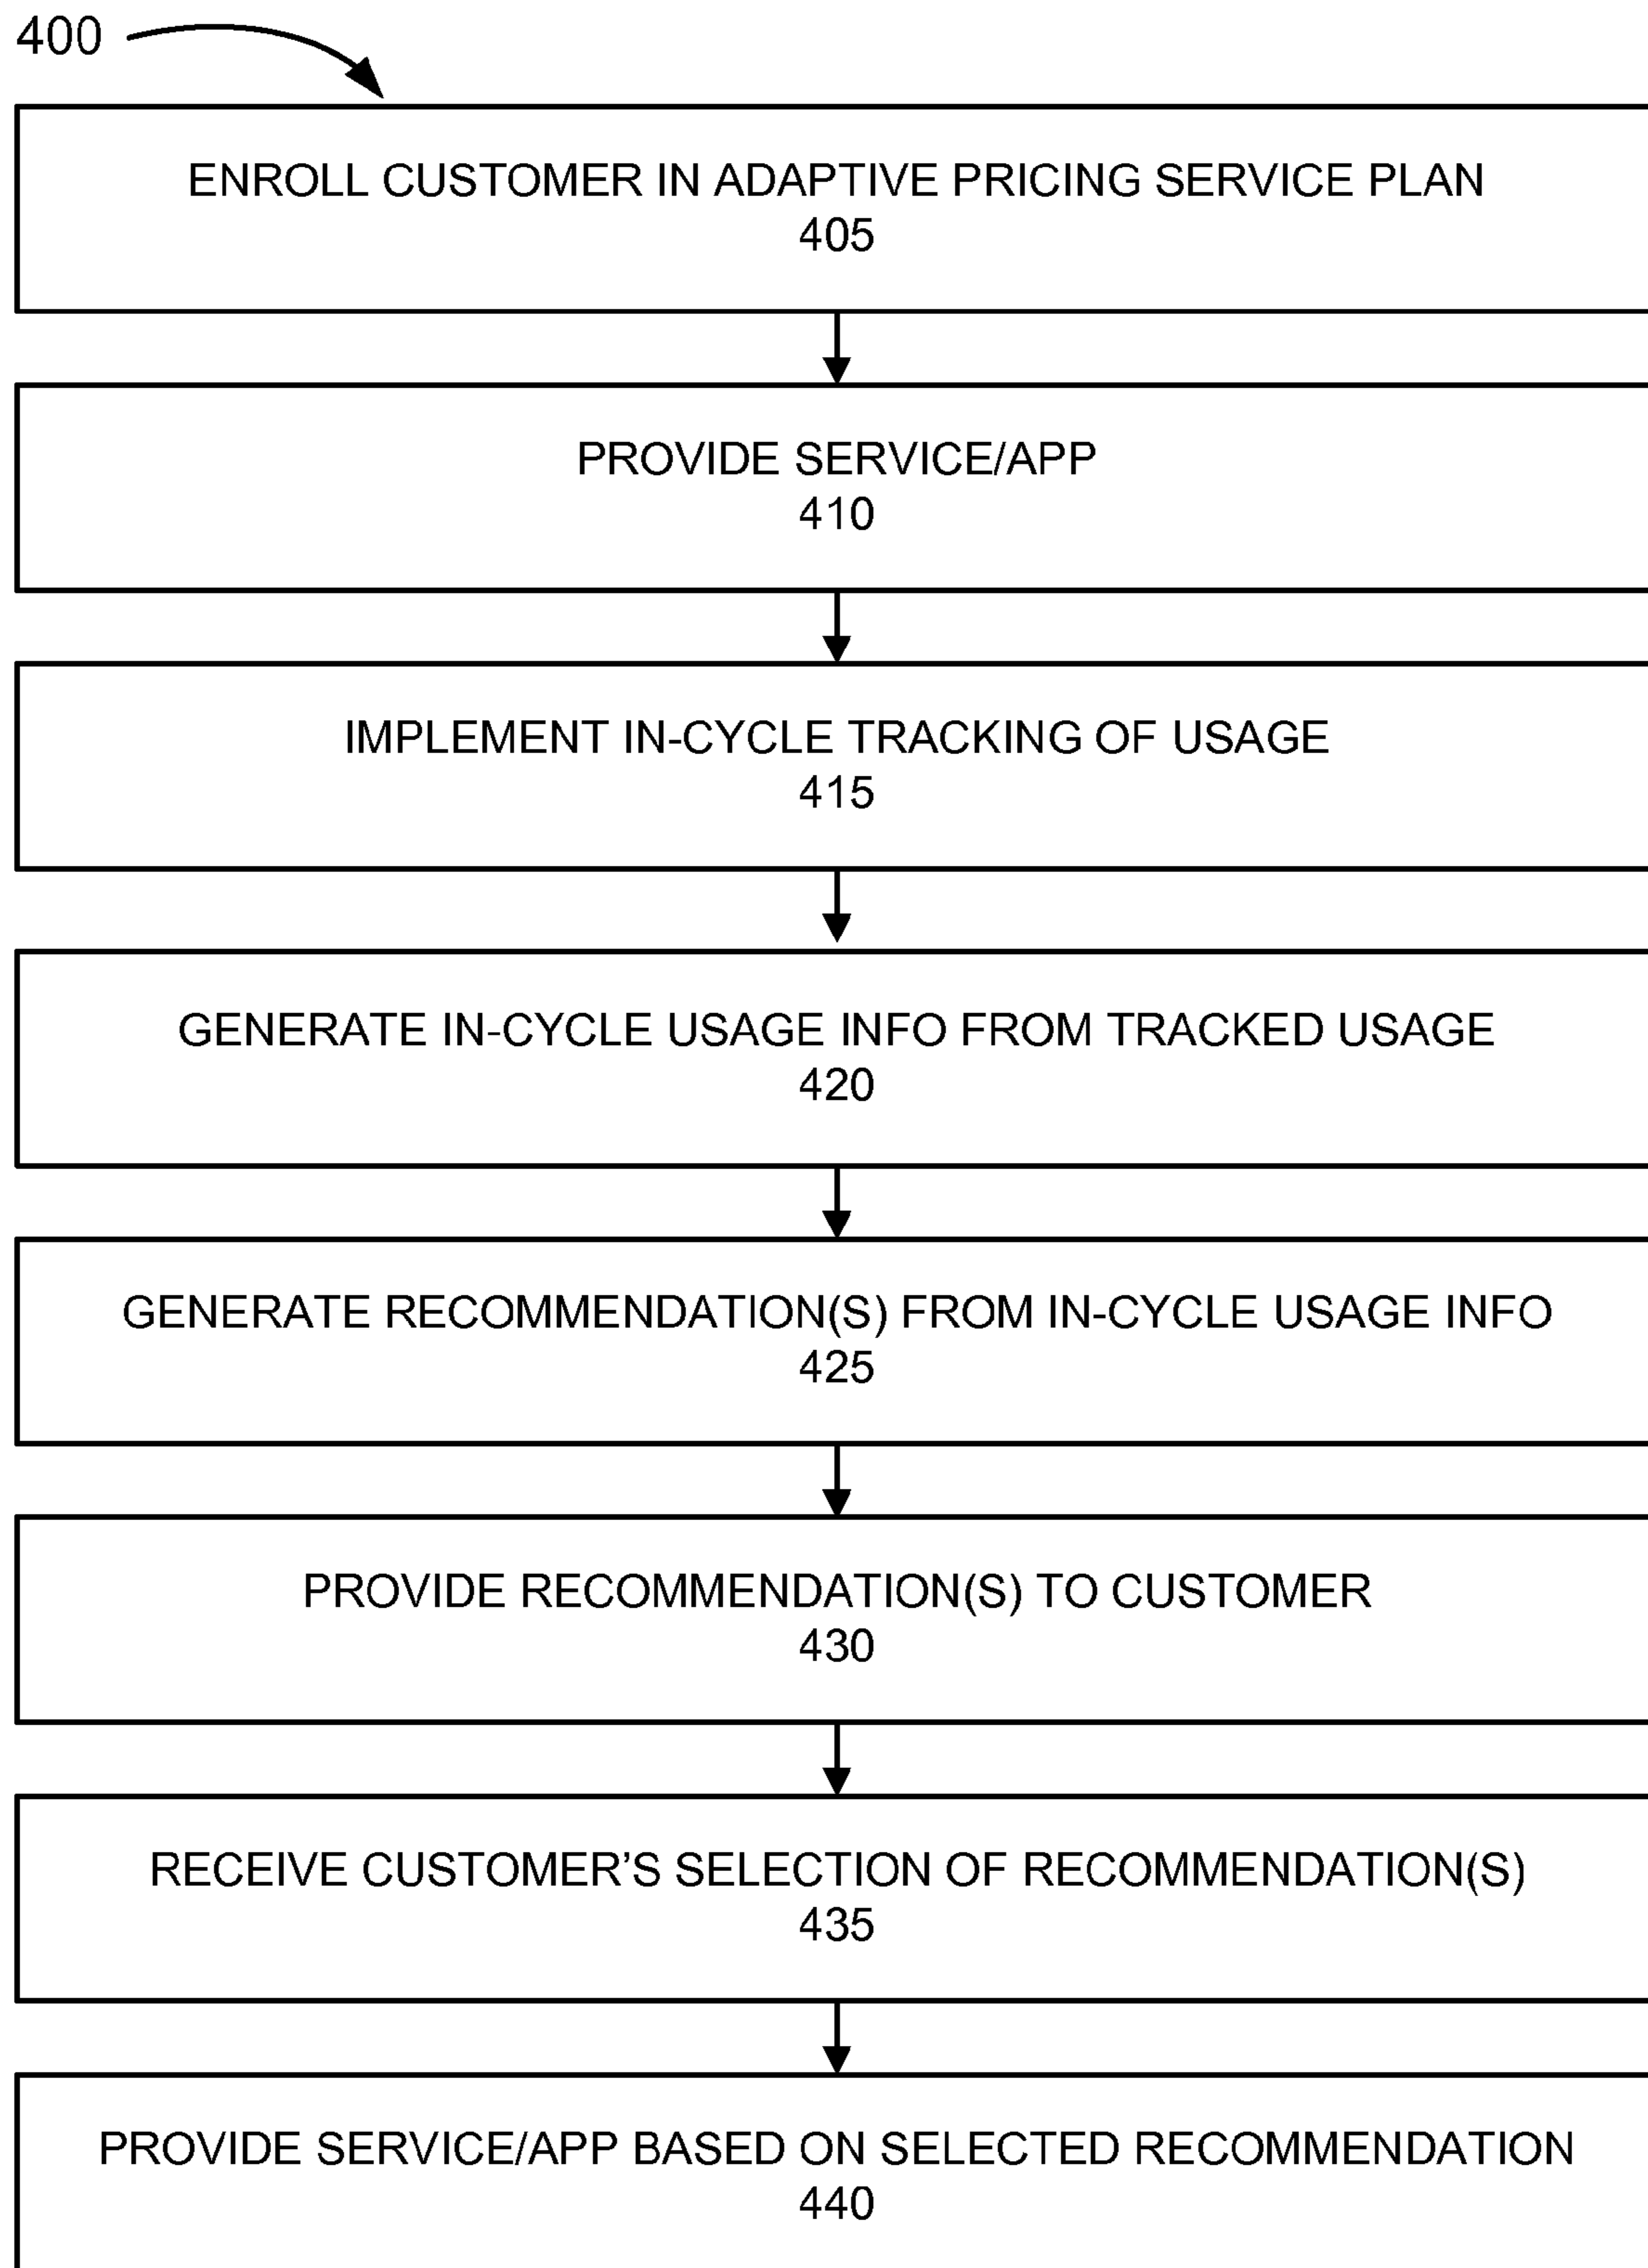 400
ENROLL CUSTOMER IN ADAPTIVE PRICING SERVICE PLAN
405
PROVIDE SERVICE/APP
410
IMPLEMENT IN-CYCLE TRACKING OF USAGE
415
GENERATE IN-CYCLE USAGE INFO FROM TRACKED USAGE
420
GENERATE RECOMMENDATION(S) FROM IN-CYCLE USAGE INFO
425
PROVIDE RECOMMENDATION(S) TO CUSTOMER
430
RECEIVE CUSTOMER'S SELECTION OF RECOMMENDATION(S)
435
PROVIDE SERVICE/APP BASED ON SELECTED RECOMMENDATION
440